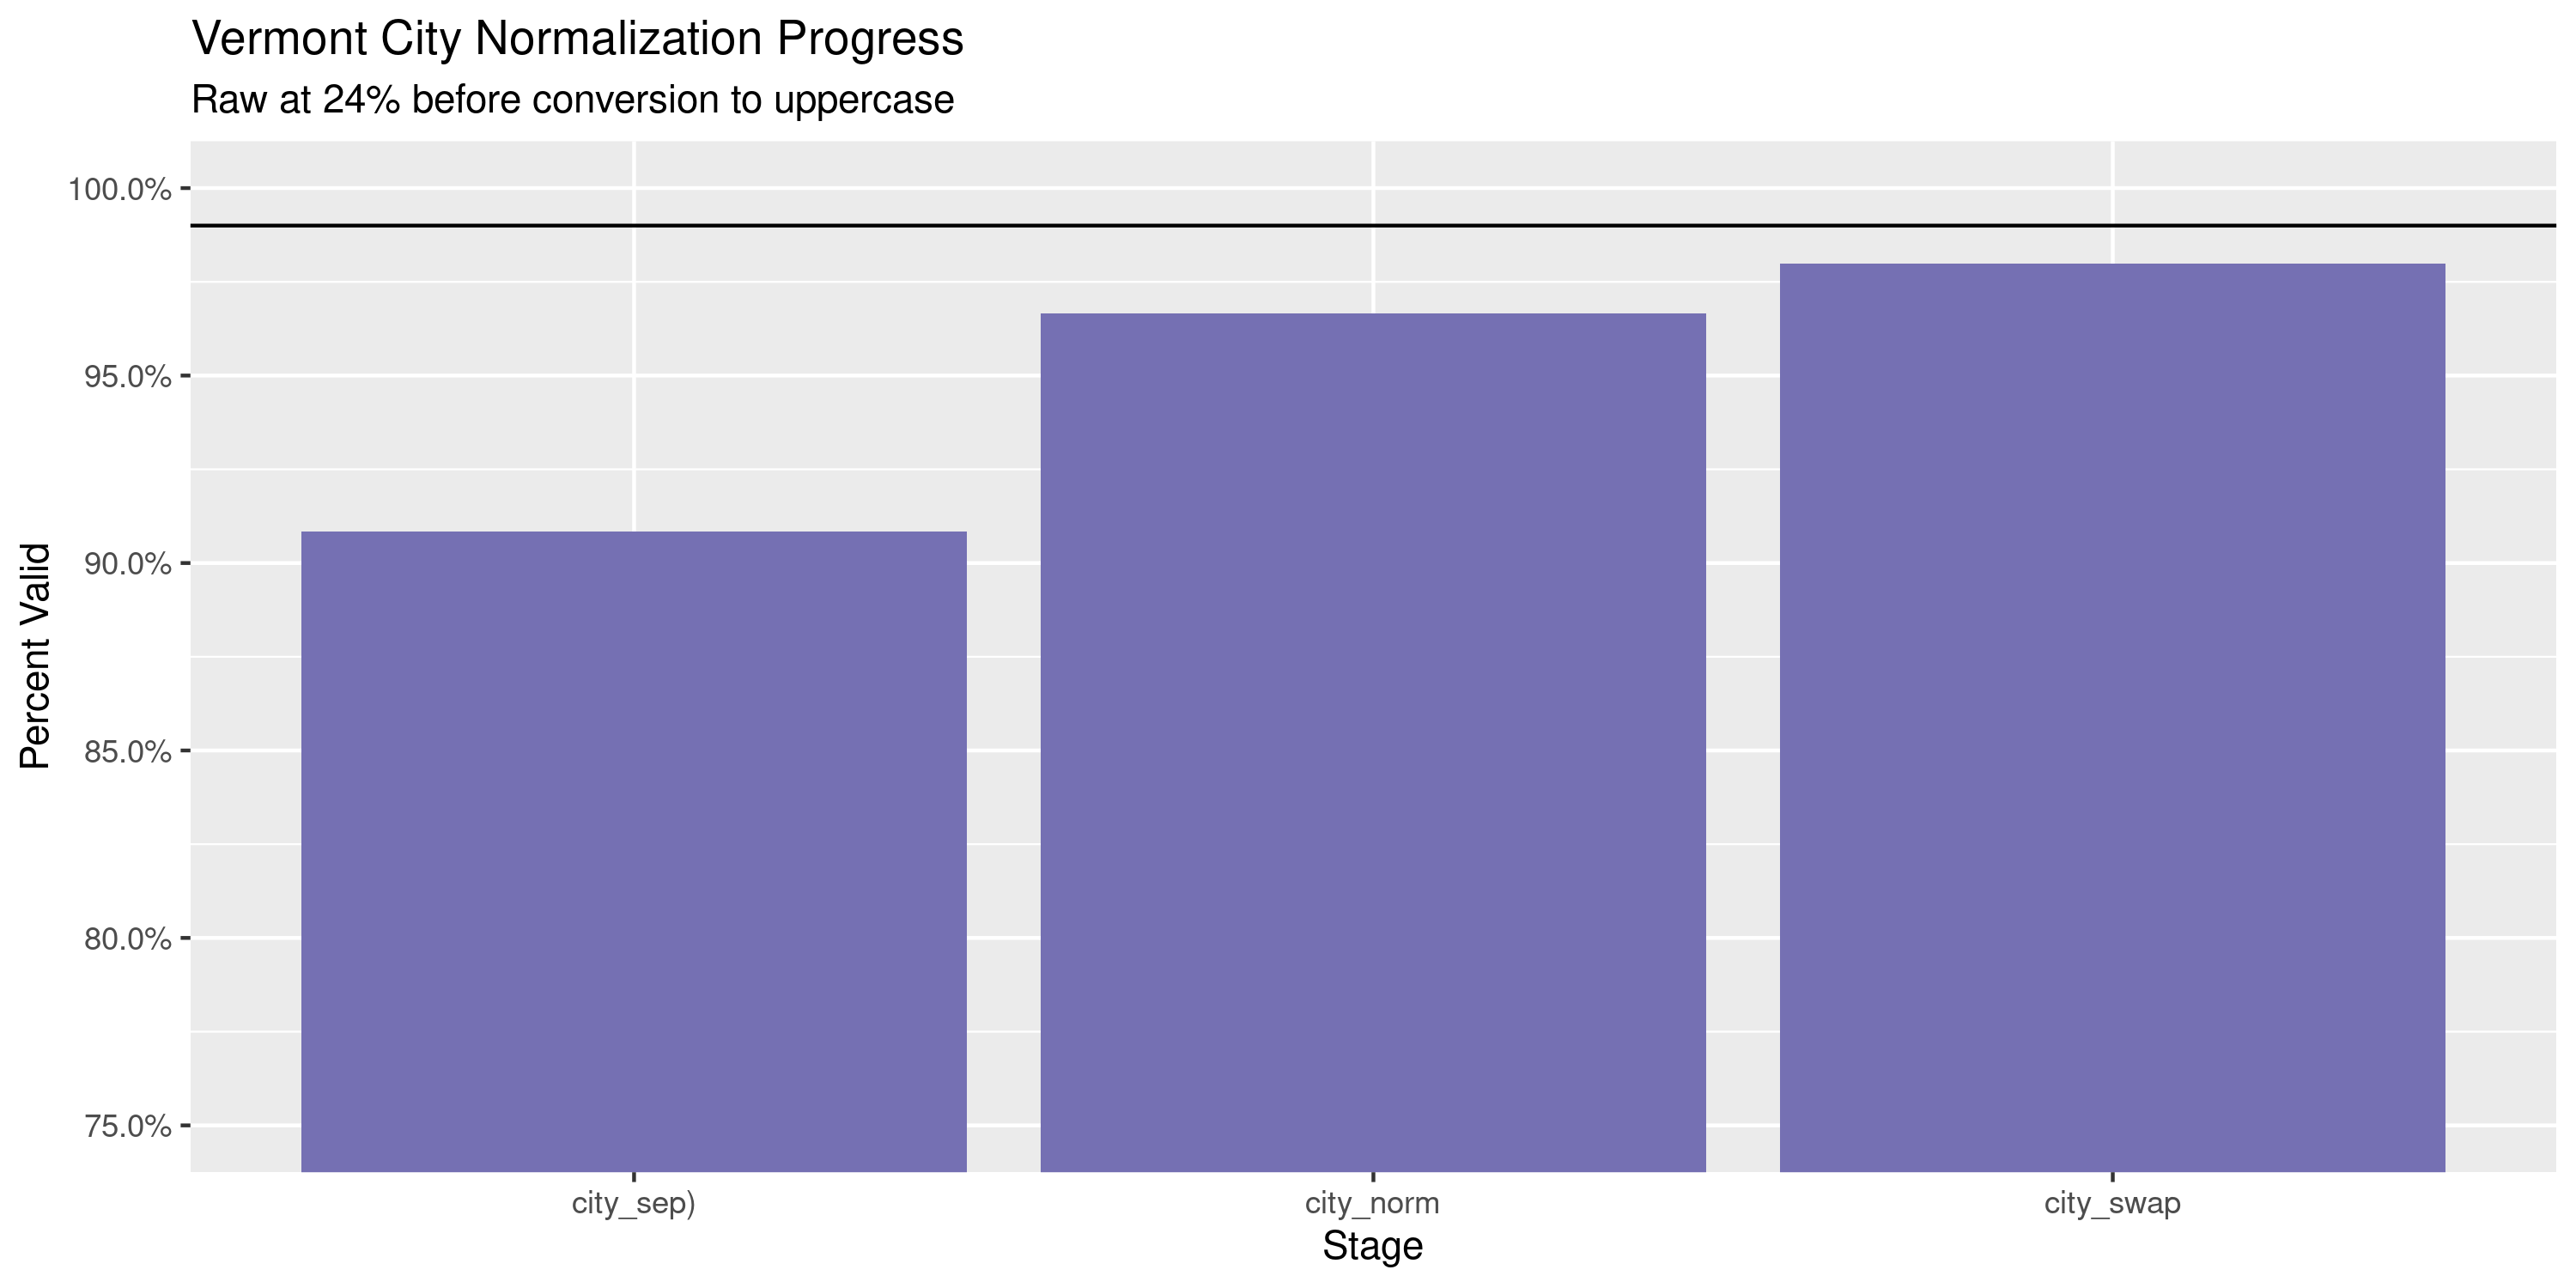 Vermont City Normalization Progress
Raw at 24% before conversion to uppercase
Percent Valid
100.0%
95.0%
90.0%
85.0%
80.0%
75.0%
city_sep)
city_norm
city_swap
Stage